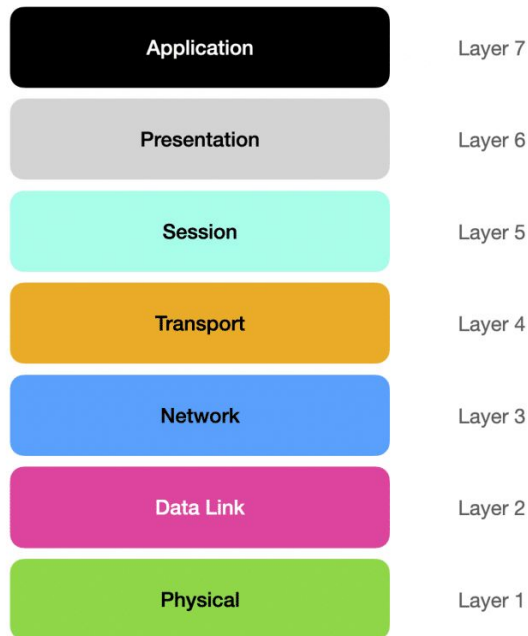 Application Layer 7
Presentation Layer 6
Session Layer 5
Transport Layer 4
Network Layer 3
Data Link Layer 2
Physical Layer 1